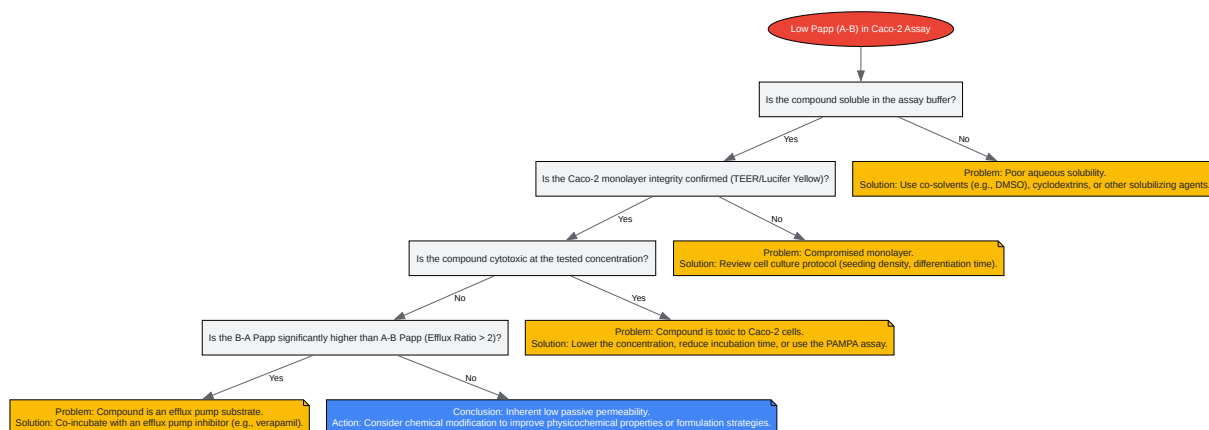 Low Papp (A-B) in Caco-2 Assay
Is the compound soluble in the assay buffer?
Yes
No
Is the Caco-2 monolayer integrity confirmed (TEER/Lucifer Yellow)?
Problem: Poor aqueous solubility.
Solution: Use co-solvents (e.g., DMSO), cyclodextrins, or other solubilizing agents.
Yes
No
Is the compound cytotoxic at the tested concentration?
Problem: Compromised monolayer.
Solution: Review cell culture protocol (seeding density, differentiation time).
No
Yes
Is the B-A Papp significantly higher than A-B Papp (Efflux Ratio > 2)?
Problem: Compound is toxic to Caco-2 cells.
Solution: Lower the concentration, reduce incubation time, or use the PAMPA assay.
Yes
No
Problem: Compound is an efflux pump substrate.
Solution: Co-incubate with an efflux pump inhibitor (e.g., verapamil).
Conclusion: Inherent low passive permeability.
Action: Consider chemical modification to improve physicochemical properties or formulation strategies.